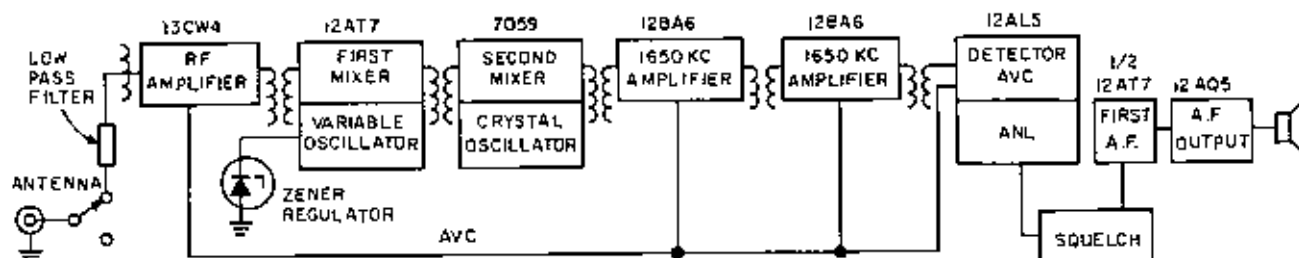 13CW4
12AT7
7059
12BA6
12BA6
12AL5
LOW
PASS
FILTER
RF
AMPLIFIER
FIRST
MIXER
VARIABLE
OSCILLATOR
SECOND
MIXER
CRYSTAL
OSCILLATOR
1650 KC
AMPLIFIER
1650 KC
AMPLIFIER
DETECTOR
AVC
ANL
1/2
12AT7
FIRST
A.F.
12AQ5
A.F
OUTPUT
ANTENNA
ZENER
REGULATOR
AVC
SQUELCH